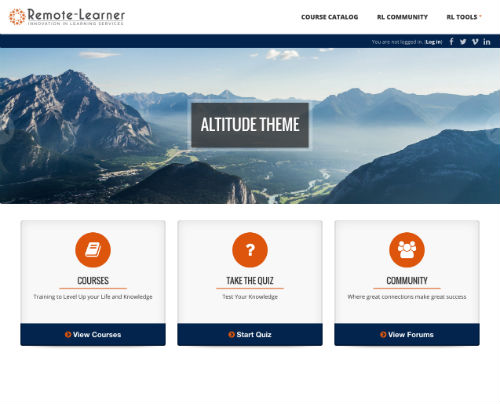 Remote-Learner
INNOVATION IN LEARNING SERVICES
COURSE CATALOG RL COMMUNITY RL TOOLS
You are not logged in. (Log in)
ALTITUDE THEME
COURSES
Training to Level Up your Life and Knowledge
View Courses
TAKE THE QUIZ
Test Your Knowledge
Start Quiz
COMMUNITY
Where great connections make great success
View Forums